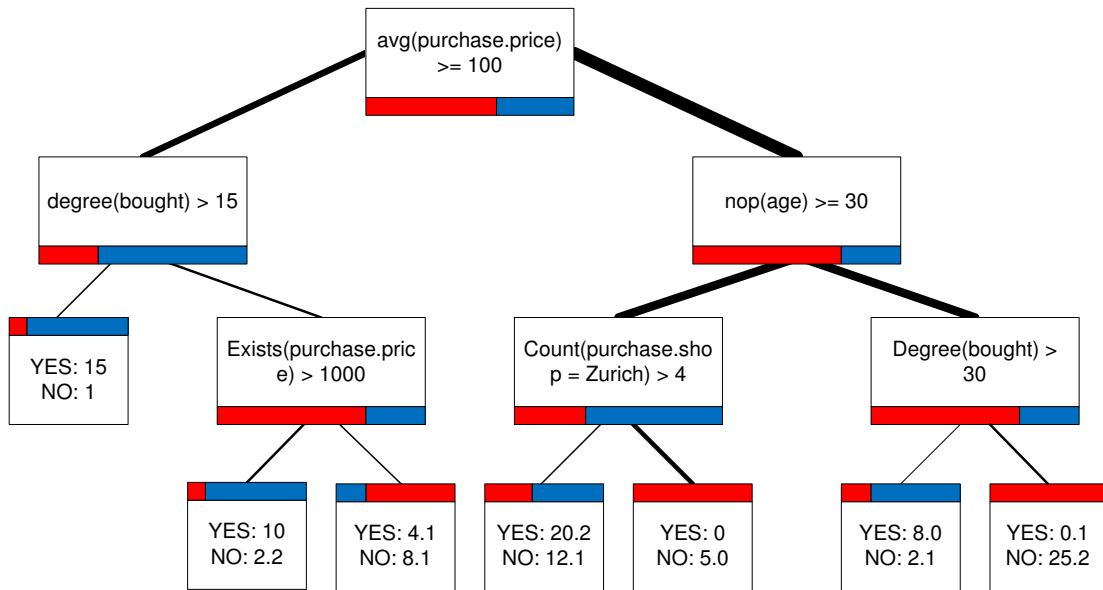 avg(purchase.price)
>= 100
degree(bought) > 15
nop(age) >= 30
YES: 15
NO: 1
Exists(purchase.pric
e) > 1000
Count(purchase.sho
p = Zurich) > 4
Degree(bought) >
30
YES: 10
NO: 2.2
YES: 4.1
NO: 8.1
YES: 20.2
NO: 12.1
YES: 0
NO: 5.0
YES: 8.0
NO: 2.1
YES: 0.1
NO: 25.2